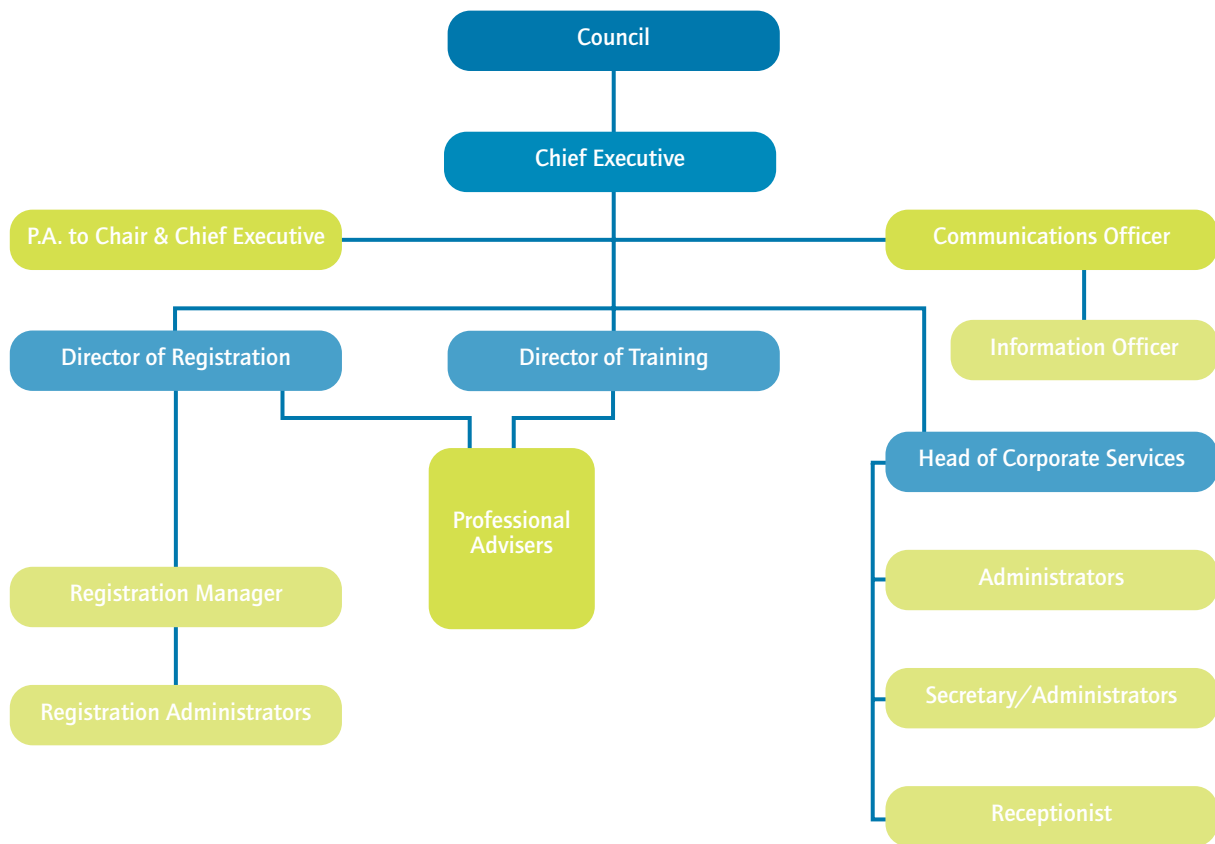 Council
Chief Executive
P.A. to Chair & Chief Executive
Communications Officer
Director of Registration
Director of Training
Information Officer
Head of Corporate Services
Professional
Advisers
Registration Manager
Administrators
Registration Administrators
Secretary/Administrators
Receptionist